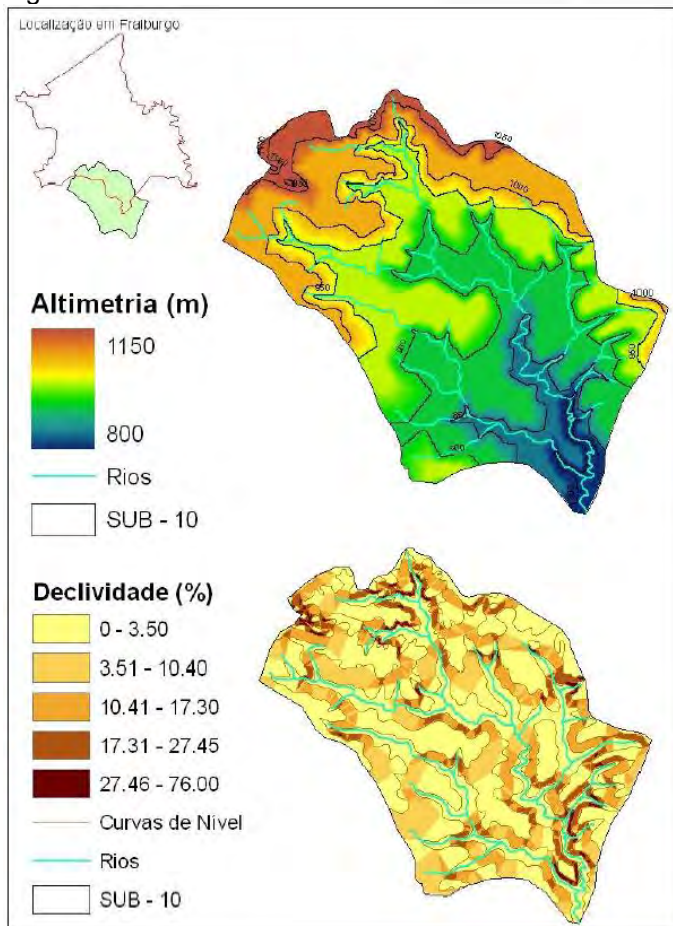 Localização em Fraiburgo
Altimetria (m)
1150
800
Rios
SUB - 10
1000
1000
950
Declividade (%)
0 - 3.50
3.51 - 10.40
10.41 - 17.30
17.31 - 27.45
27.46 - 76.00
Curvas de Nível
Rios
SUB - 10